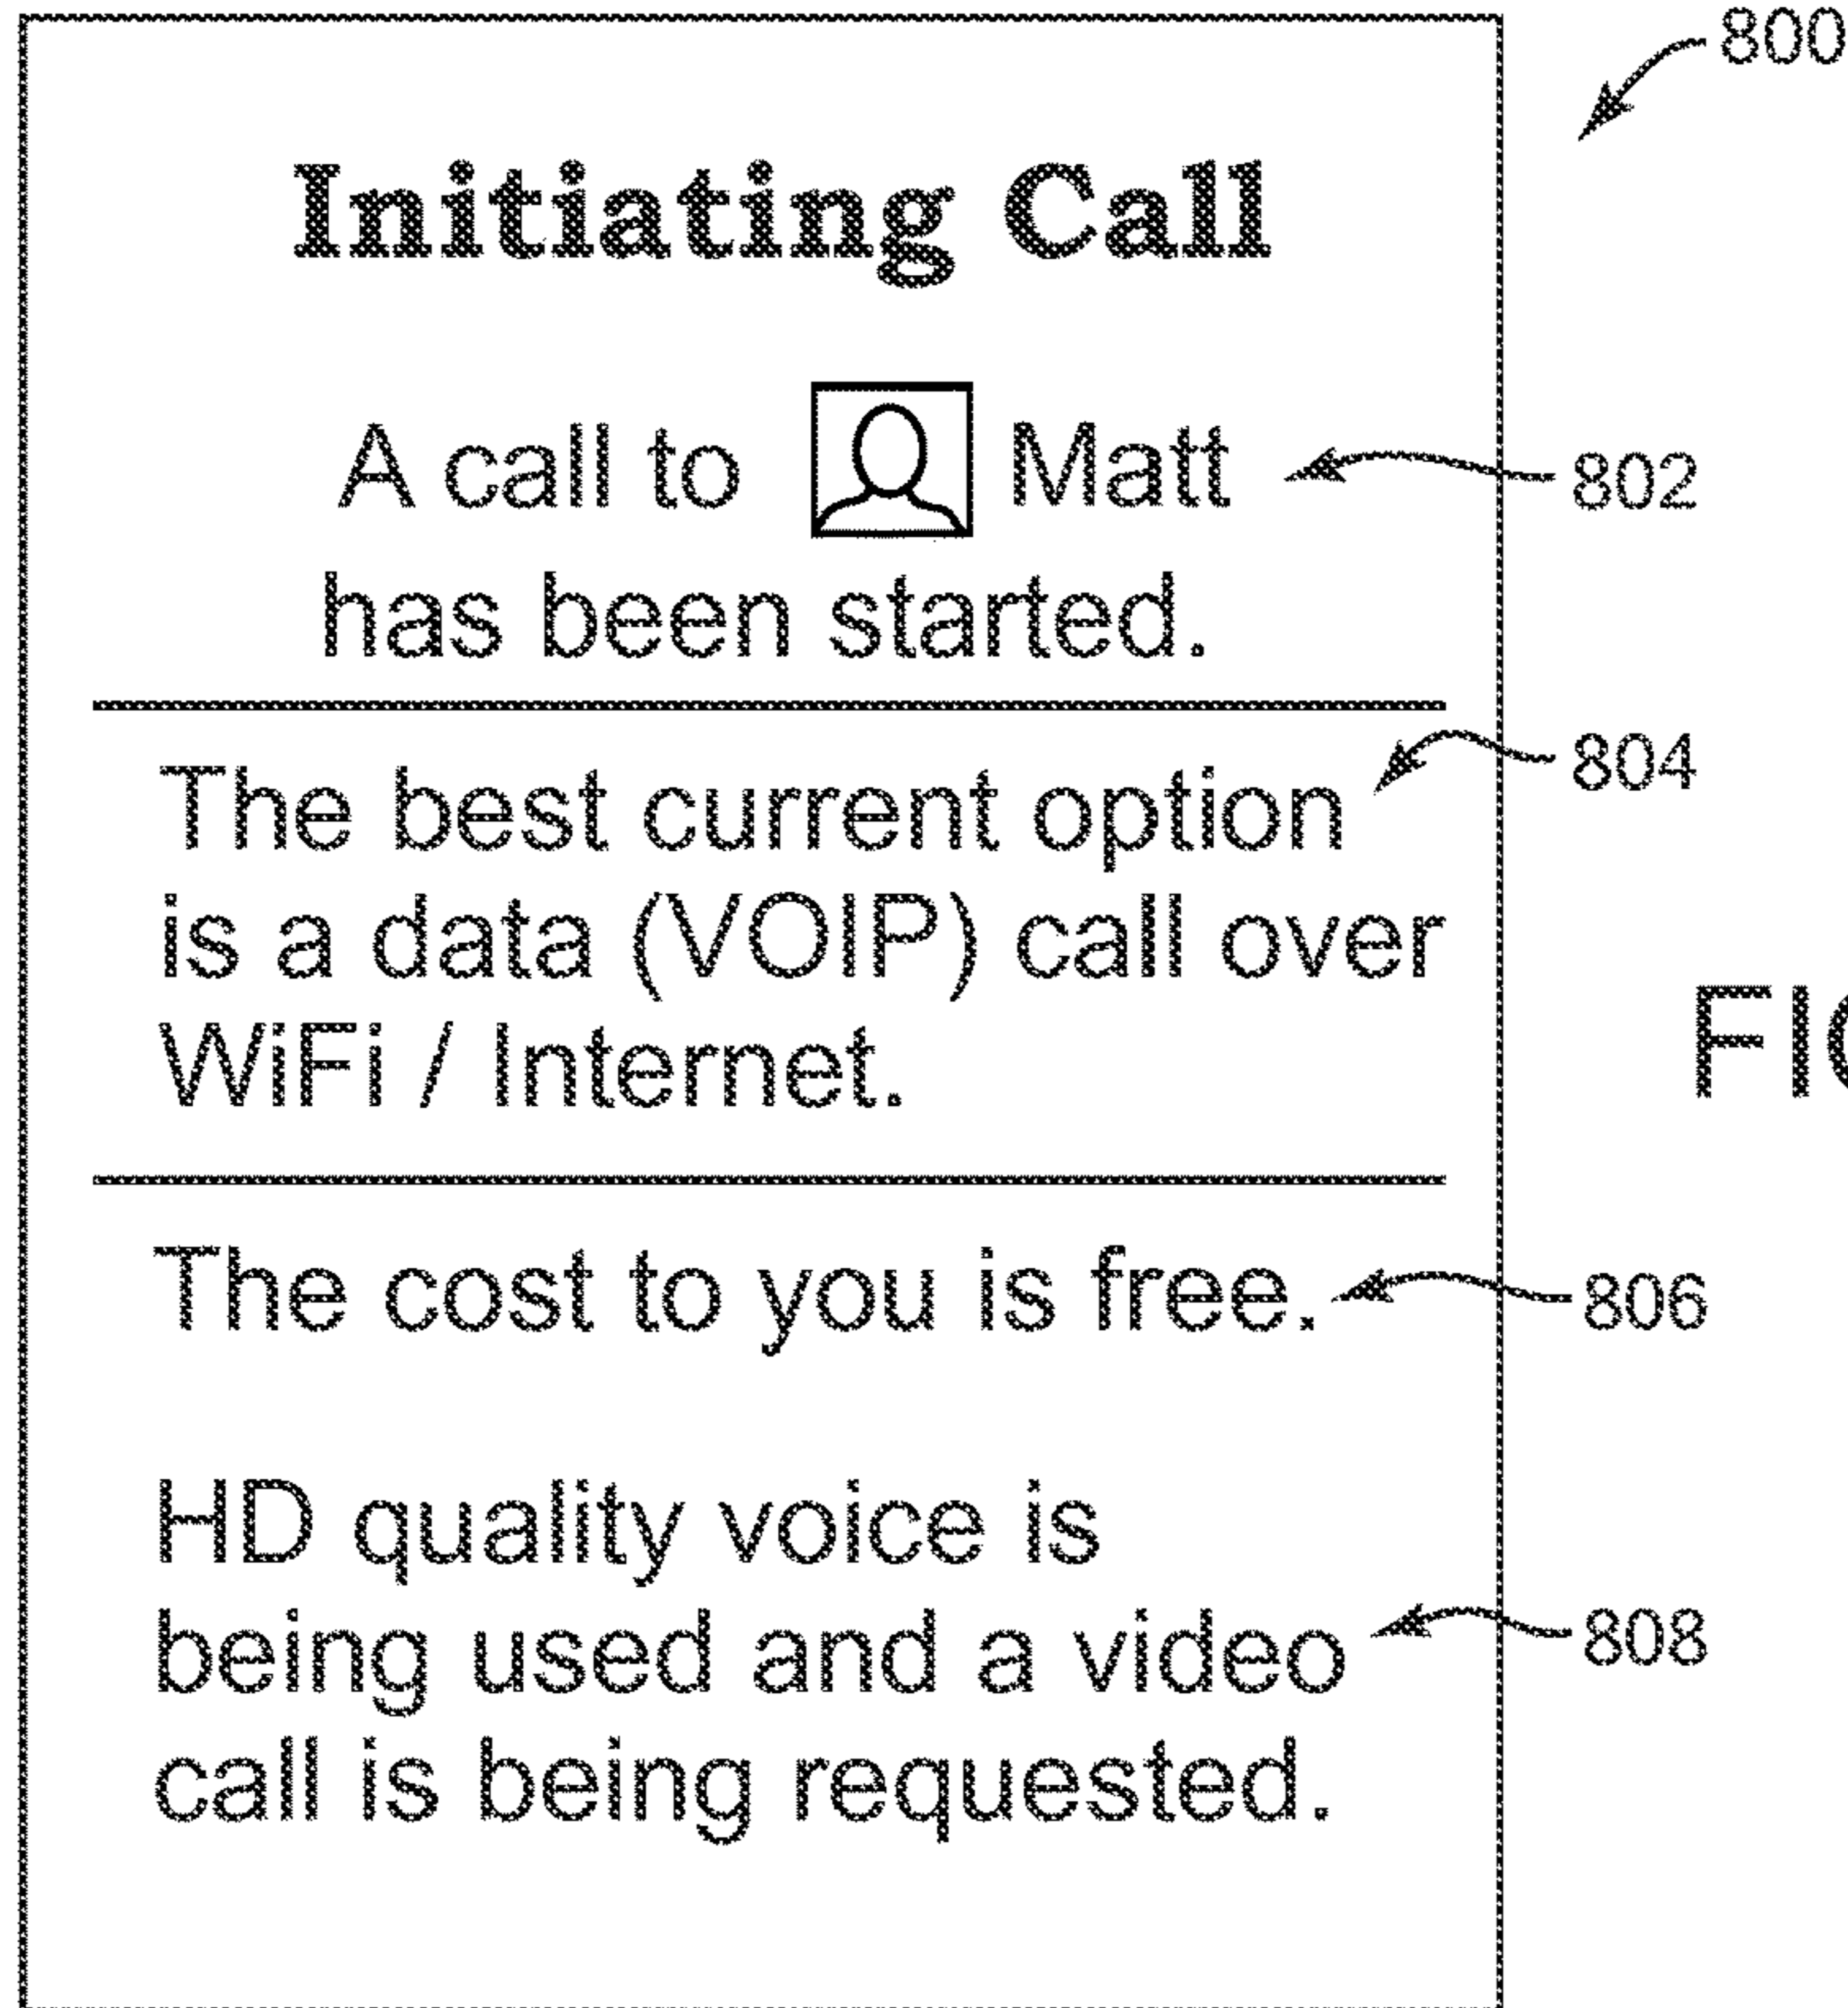 800
Initiating Call
A call to Matt
802
has been started.
The best current option
804
is a data (VOIP) call over
WiFi / Internet.
The cost to you is free.
806
HD quality voice is
being used and a video
808
call is being requested.